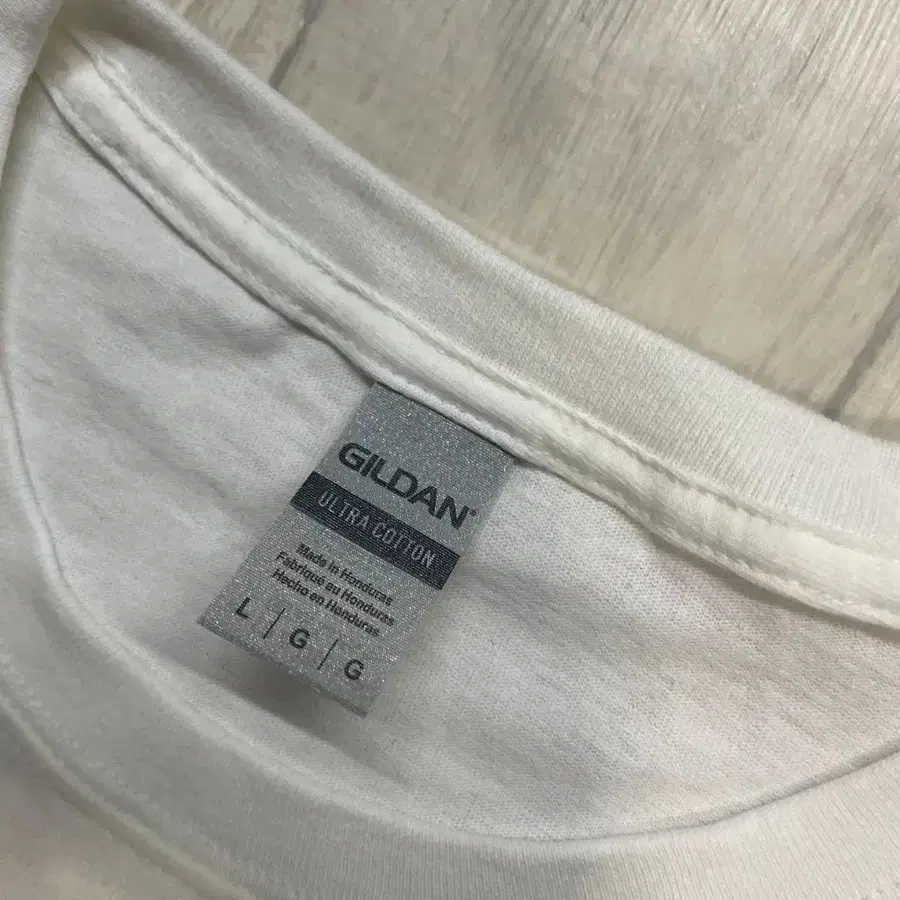 GILDAN
ULTRA COTTON
Made in Honduras
Fabriqué au Honduras
Hecho en Honduras
L | G | G